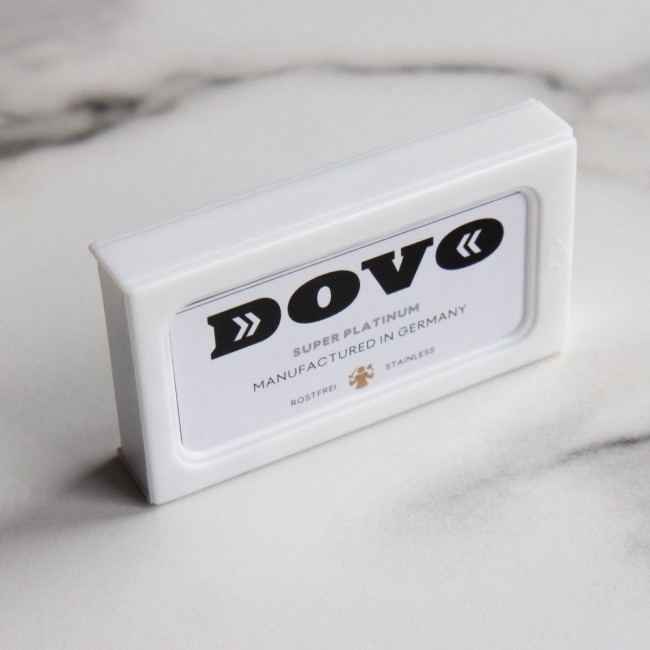 DOVO
SUPER PLATINUM
MANUFACTURED IN GERMANY
ROSTFREI STAINLESS